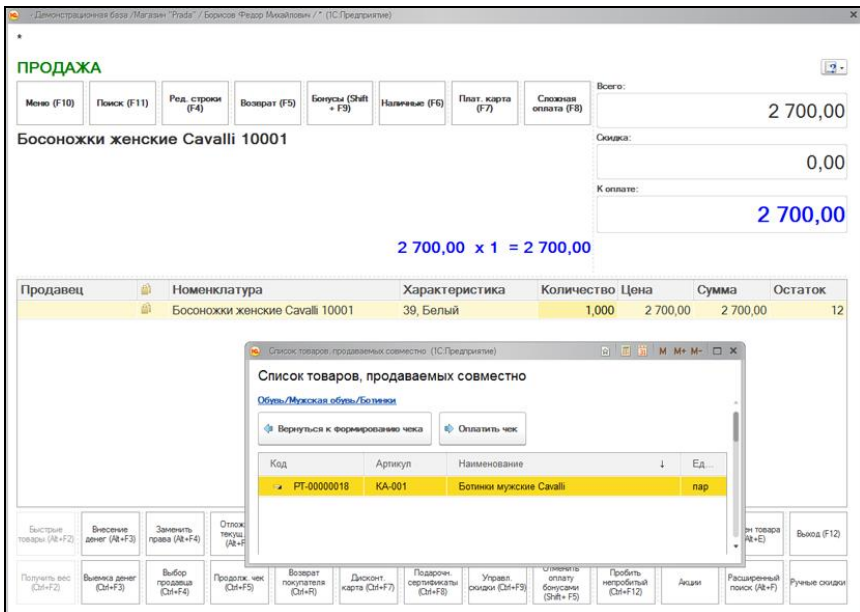 - Демонстрационная база /Магазин "Prada" / Борисов Федор Михайлович / * (1С:Предприятие)
*
ПРОДАЖА
Меню (F10)
Поиск (F11)
Ред. строки (F4)
Возврат (F5)
Бонусы (Shift + F9)
Наличные (F6)
Плат. карта (F7)
Сложная оплата (F8)
Всего:
2 700,00
Босоножки женские Cavalli 10001
Скидка:
0,00
К оплате:
2 700,00
2 700,00 x 1 = 2 700,00
Продавец Номенклатура Характеристика Количество Цена Сумма Остаток
Босоножки женские Cavalli 10001 39, Белый 1,000 2 700,00 2 700,00 12
Список товаров, продаваемых совместно (1С:Предприятие)
M M+ M-
Список товаров, продаваемых совместно
Обувь/Мужская обувь/Ботинки
Вернуться к формированию чека
Оплатить чек
Код Артикул Наименование ↓ Ед...
РТ-00000018 КА-001 Ботинки мужские Cavalli пар
Быстрые товары (Alt+F2)
Внесение денег (Alt+F3)
Заменить права (Alt+F4)
Отлож
текущ
(Alt+F
ен товара
Alt+E)
Выход (F12)
Получить вес (Ctrl+F2)
Выемка денег (Ctrl+F3)
Выбор продавца (Ctrl+F4)
Продолж. чек (Ctrl+F5)
Возврат покупателя (Ctrl+R)
Дисконт. карта (Ctrl+F7)
Подарочн. сертификаты (Ctrl+F8)
Управл. скидки (Ctrl+F9)
Отменить оплату бонусами (Shift+ F5)
Пробить непробитый (Ctrl+F12)
Акции
Расширенный поиск (Alt+F)
Ручные скидки